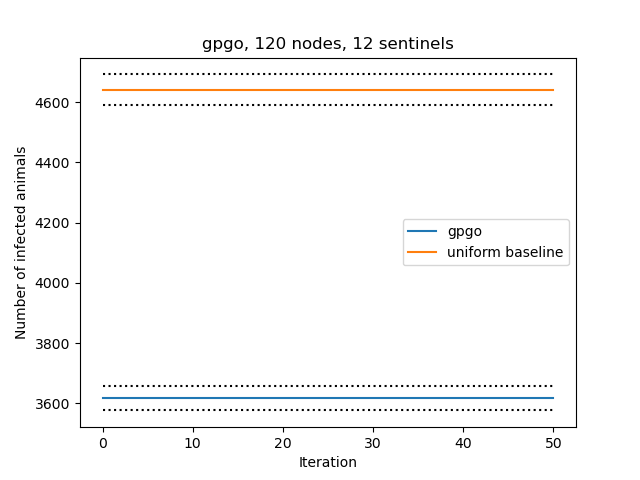 gpgo, 120 nodes, 12 sentinels
4600
4400
4200
4000
3800
3600
Number of infected animals
gpgo
uniform baseline
0 10 20 30 40 50
Iteration